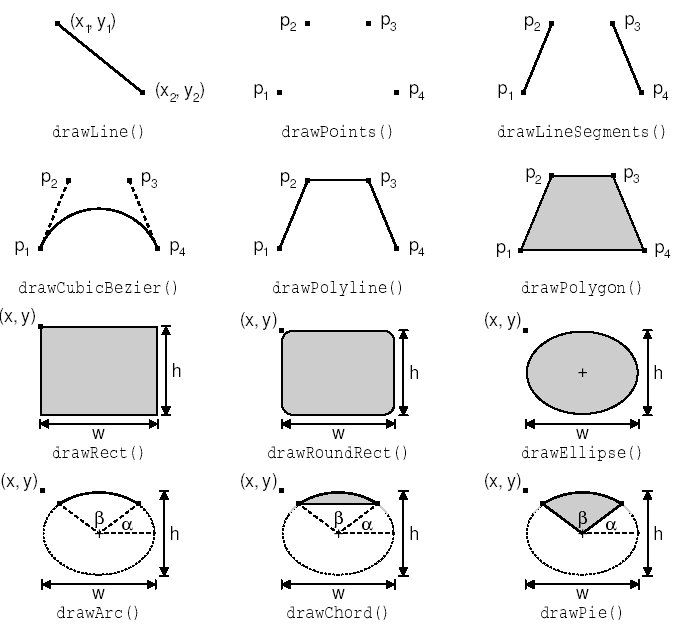 (x1, y1)
(x2, y2)
drawLine()
p2 p3
p1 p4
drawPoints()
p2 p3
p1 p4
drawLineSegments()
p2 p3
p1 p4
drawCubicBezier()
p2 p3
p1 p4
drawPolyline()
p2 p3
p1 p4
drawPolygon()
(x, y)
h
w
drawRect()
(x, y)
h
w
drawRoundRect()
(x, y)
h
w
drawEllipse()
(x, y)
β α h
w
drawArc()
(x, y)
β α h
w
drawChord()
(x, y)
β α h
w
drawPie()